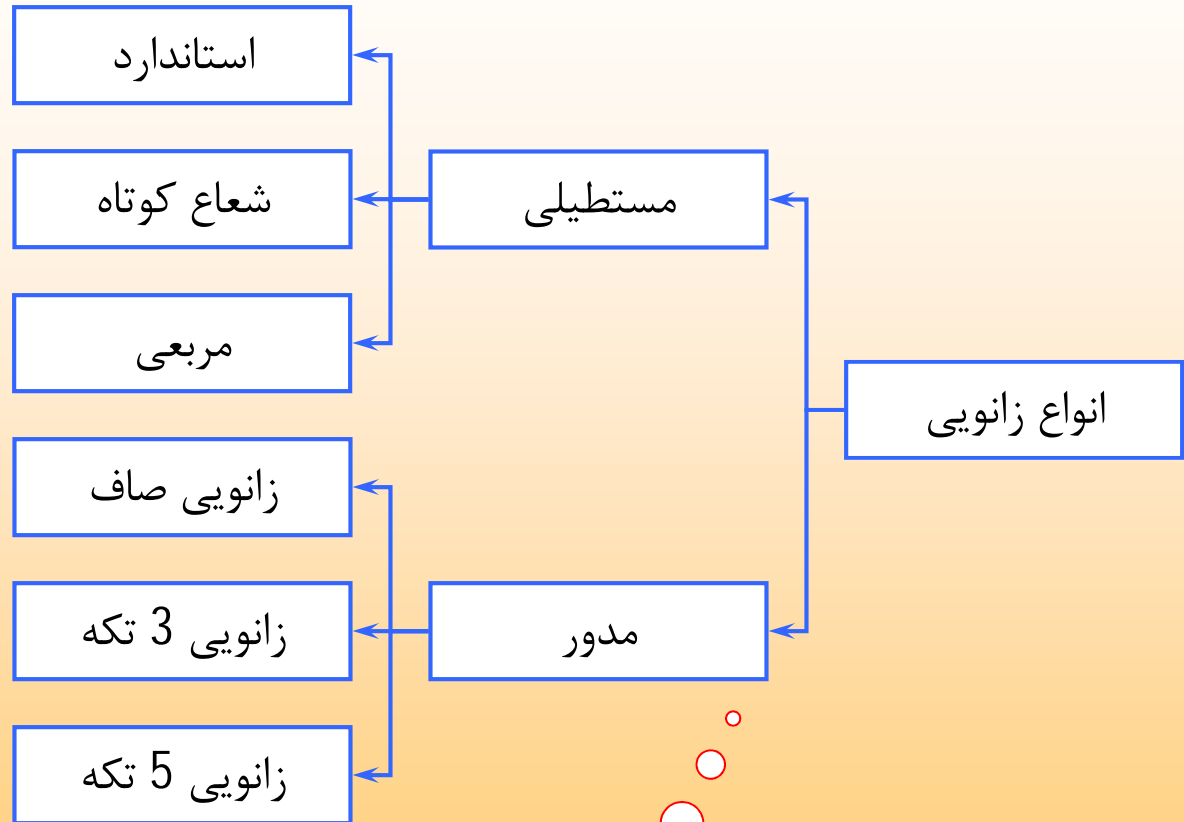 انواع زانویی
مستطیلی
استاندارد
شعاع کوتاه
مربعی
مدور
زانویی صاف
زانویی 3 تکه
زانویی 5 تکه